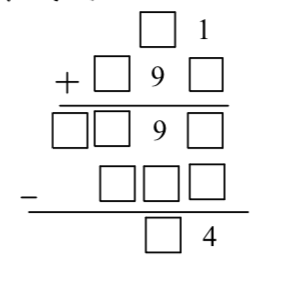 □ 1
+ □ 9 □
□ □ 9 □
− □ □ □
□ 4